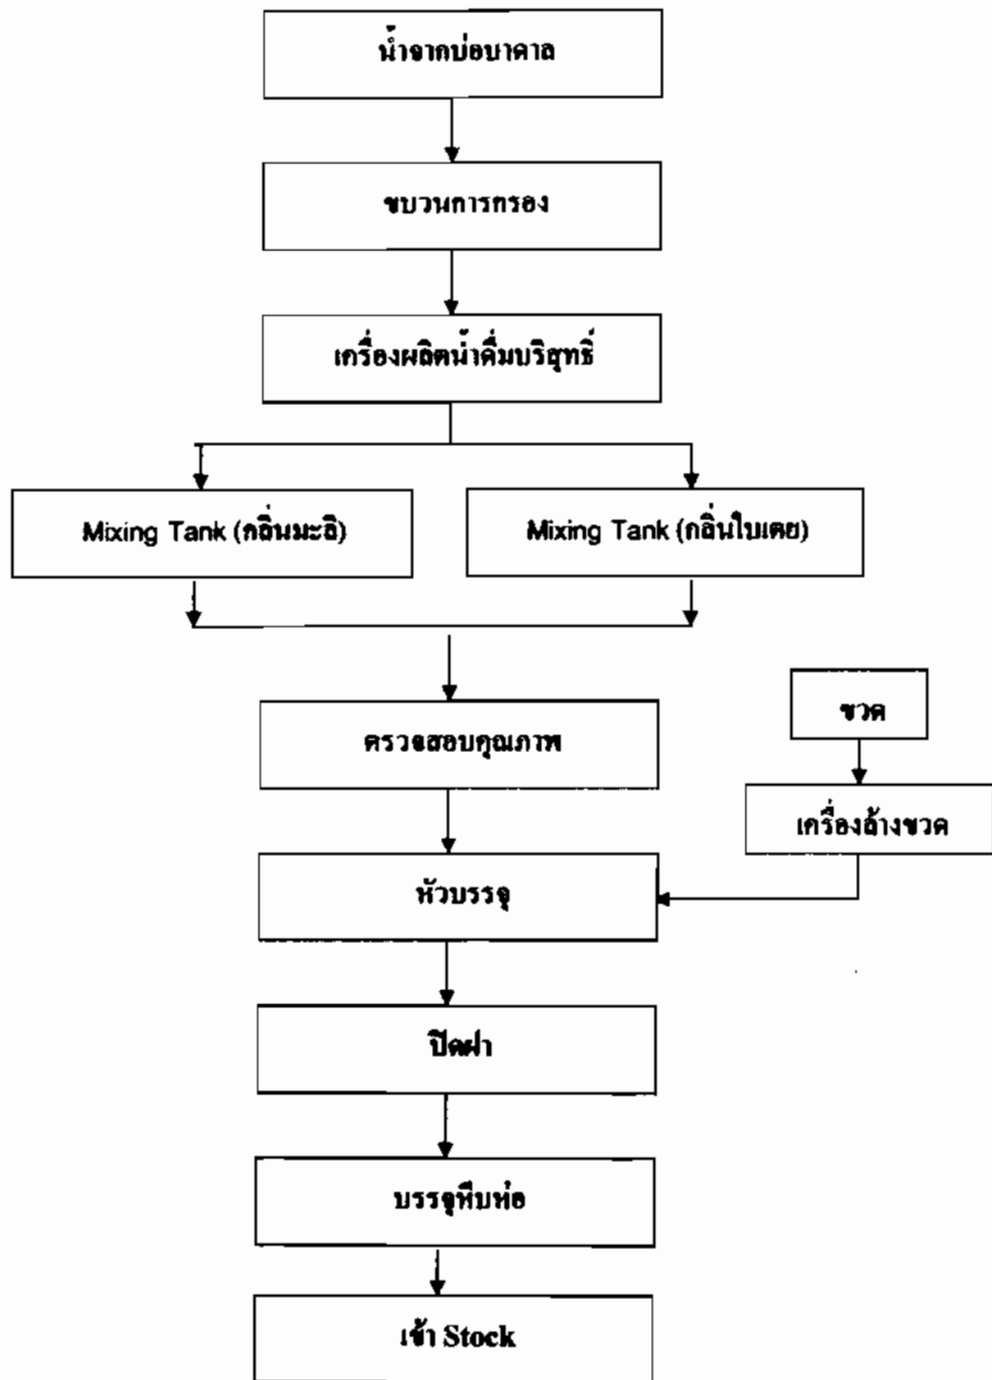 น้ำจากบ่อบาดาล
ขบวนการกรอง
เครื่องผลิตน้ำดื่มบริสุทธิ์
Mixing Tank (กลิ่นมะลิ)
Mixing Tank (กลิ่นใบเตย)
ตรวจสอบคุณภาพ
ขวด
เครื่องล้างขวด
หัวบรรจุ
ปิดฝา
บรรจุหีบห่อ
เข้า Stock